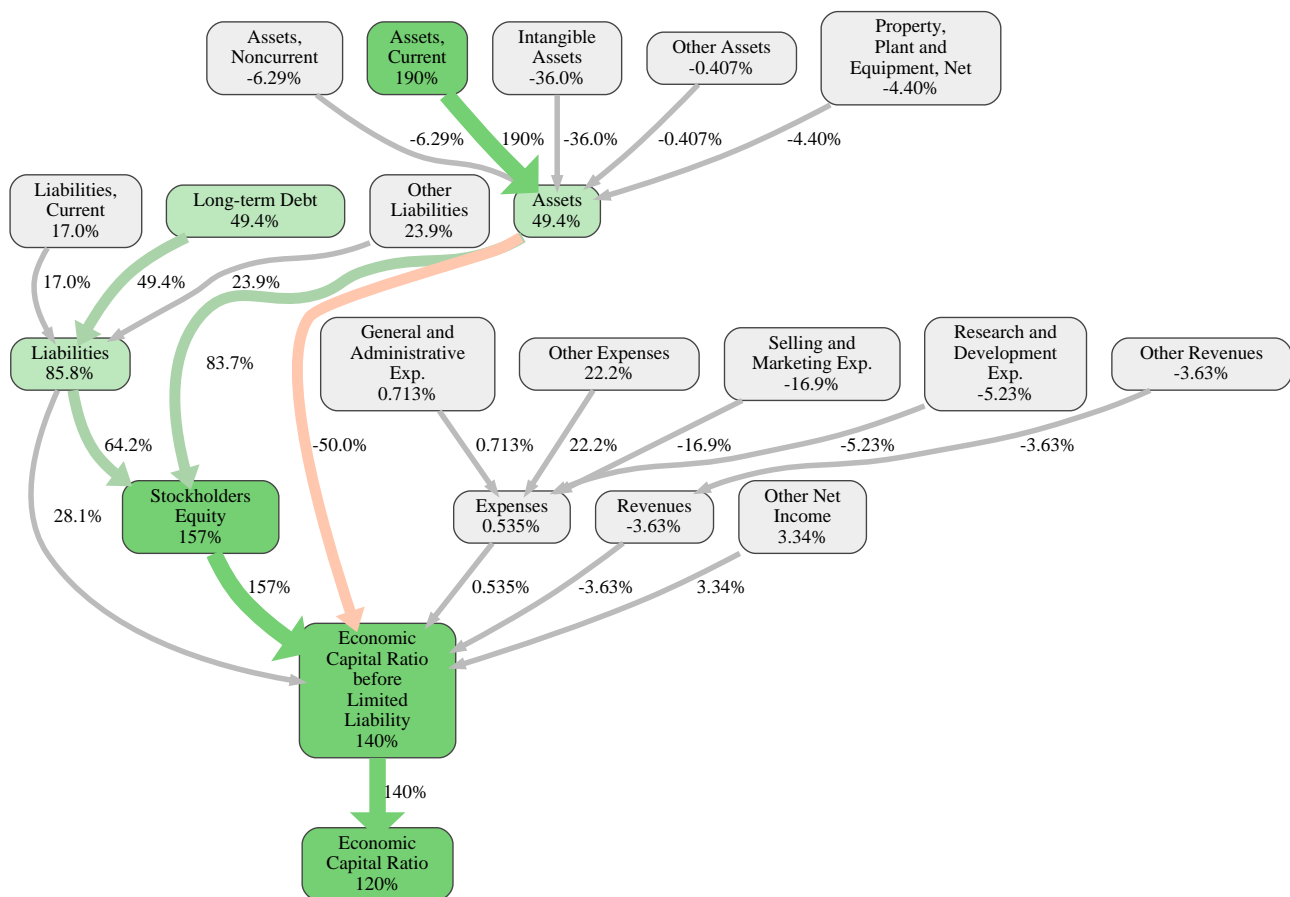 Assets,
Noncurrent
-6.29%
Assets,
Current
190%
Intangible
Assets
-36.0%
Other Assets
-0.407%
Property,
Plant and
Equipment, Net
-4.40%
-6.29%
190%
-36.0%
-0.407%
-4.40%
Liabilities,
Current
17.0%
Long-term Debt
49.4%
Other
Liabilities
23.9%
Assets
49.4%
17.0%
49.4%
23.9%
Liabilities
85.8%
83.7%
General and
Administrative
Exp.
0.713%
Other Expenses
22.2%
Selling and
Marketing Exp.
-16.9%
Research and
Development
Exp.
-5.23%
Other Revenues
-3.63%
64.2%
-50.0%
0.713%
22.2%
-16.9%
-5.23%
-3.63%
28.1%
Stockholders
Equity
157%
Expenses
0.535%
Revenues
-3.63%
Other Net
Income
3.34%
157%
0.535%
-3.63%
3.34%
Economic
Capital Ratio
before
Limited
Liability
140%
140%
Economic
Capital Ratio
120%